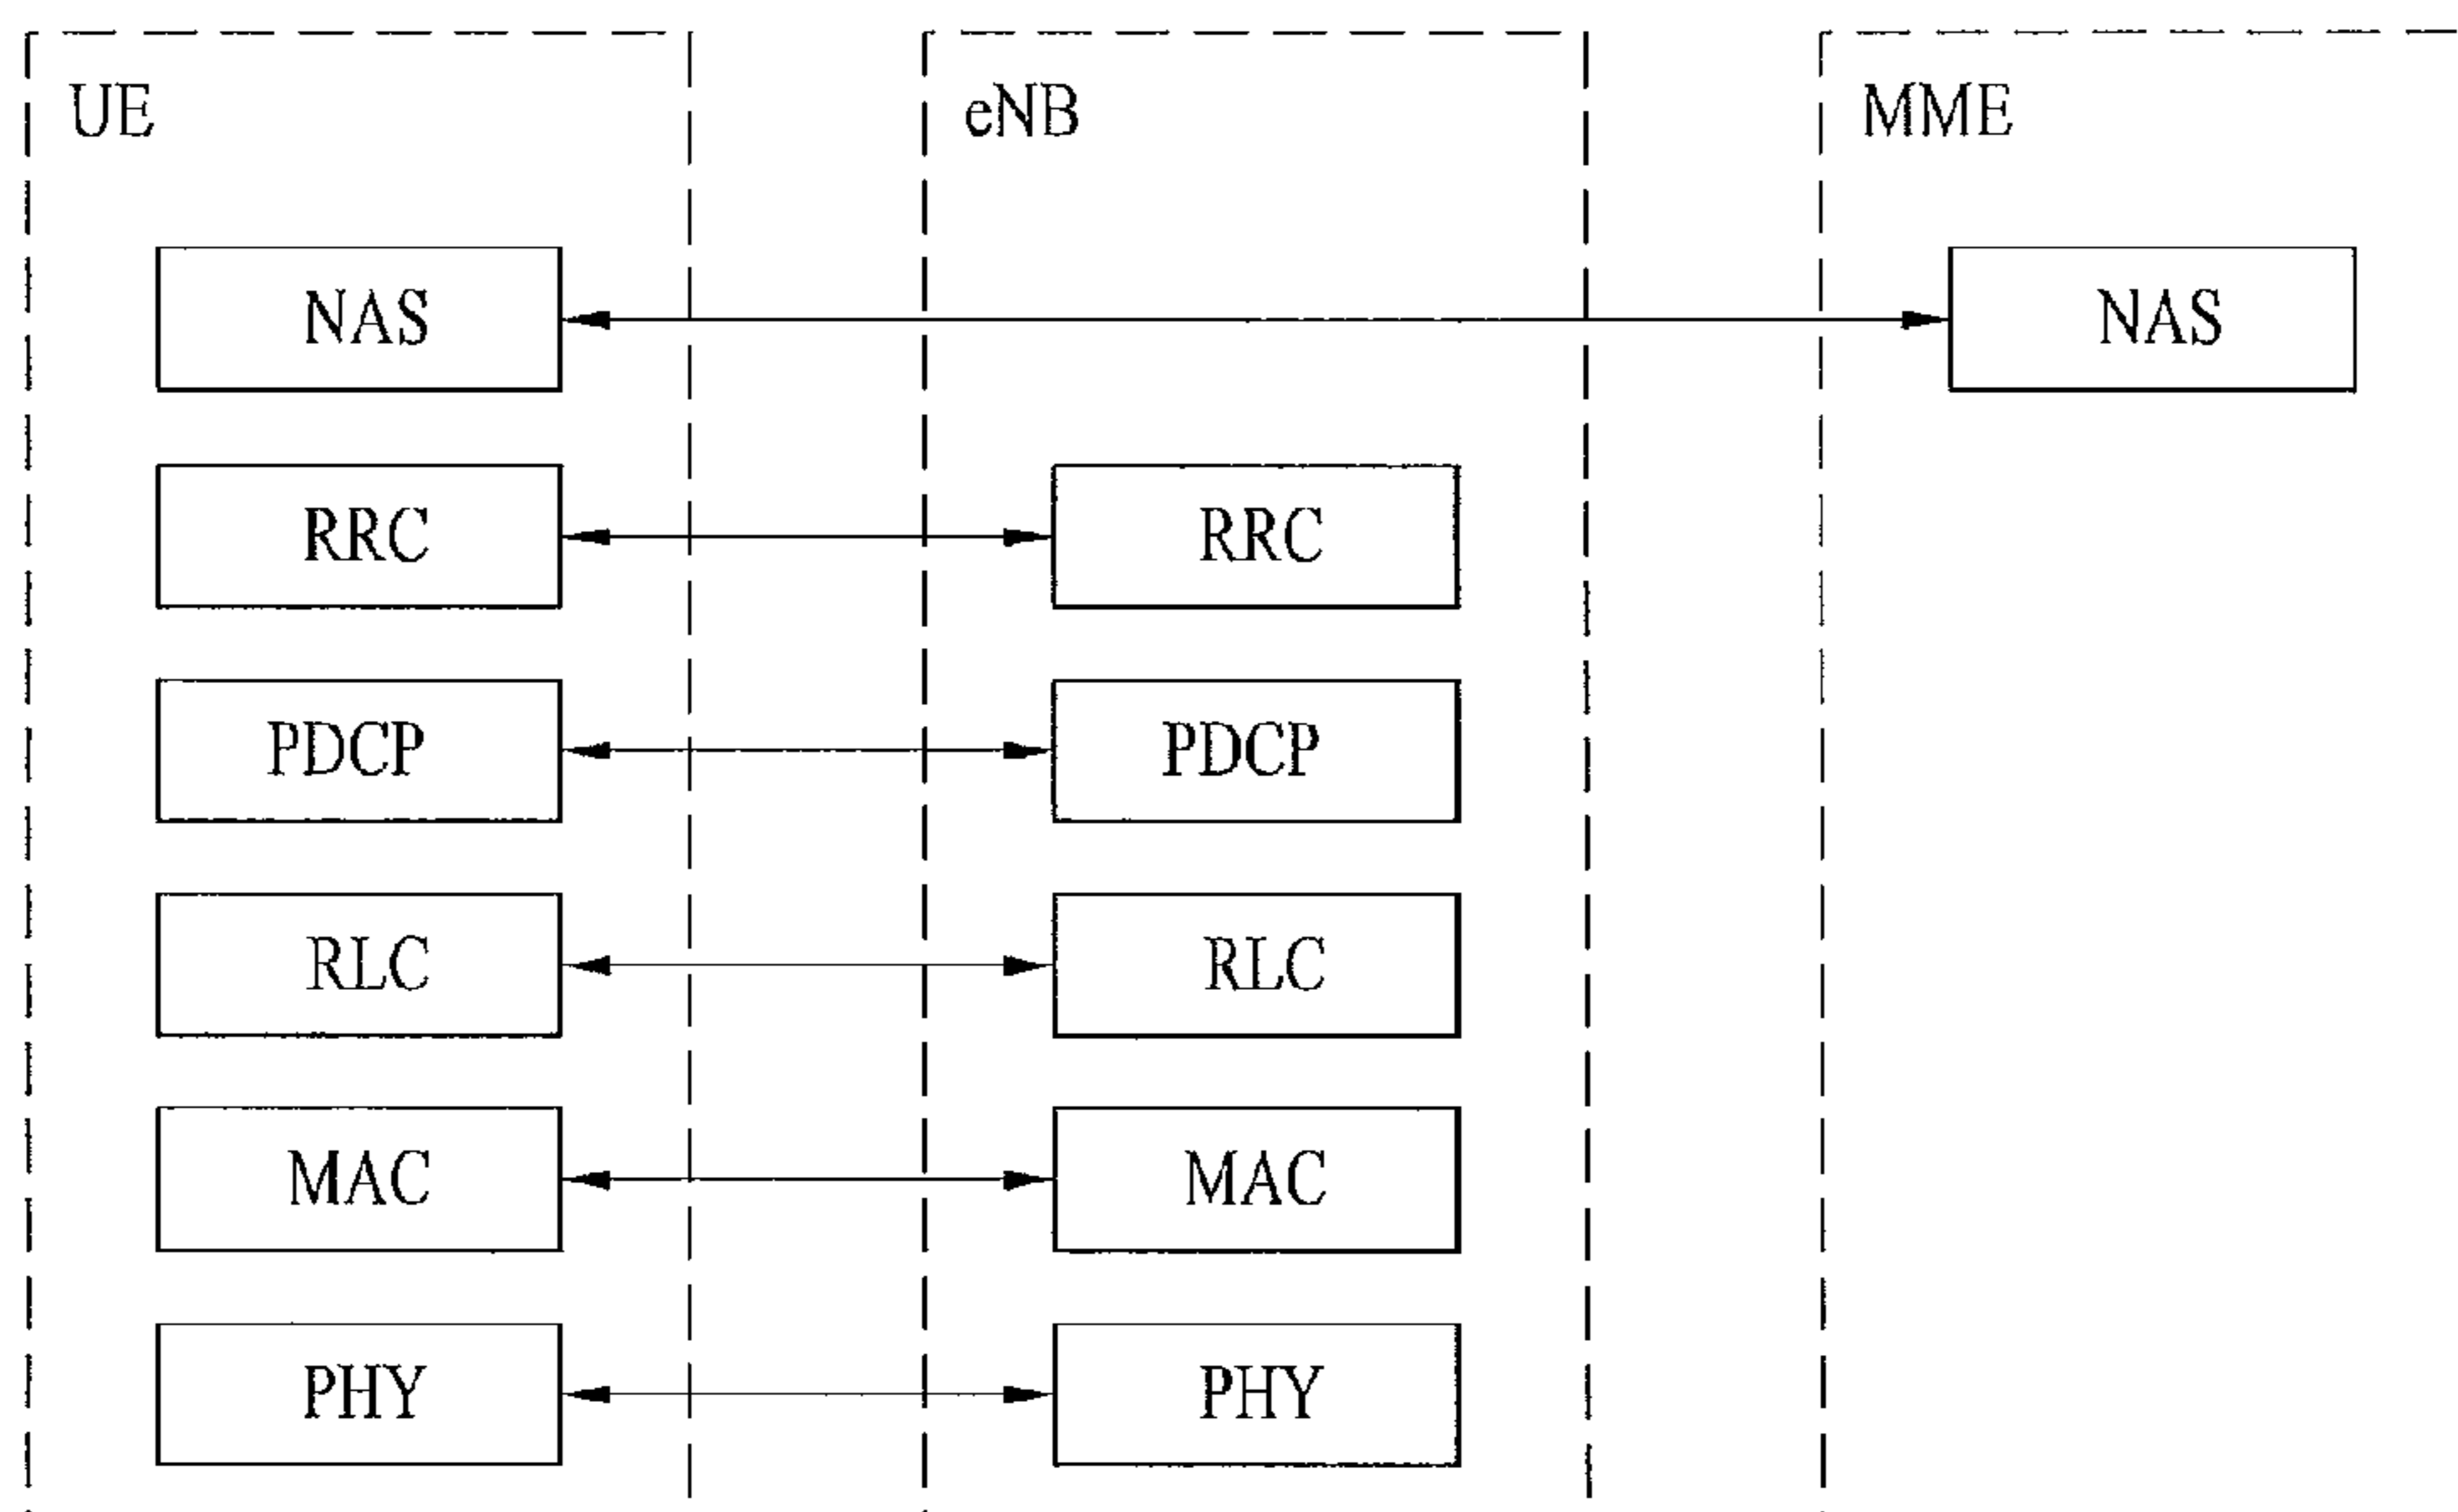 UE eNB MME
NAS NAS
RRC RRC
PDCP PDCP
RLC RLC
MAC MAC
PHY PHY